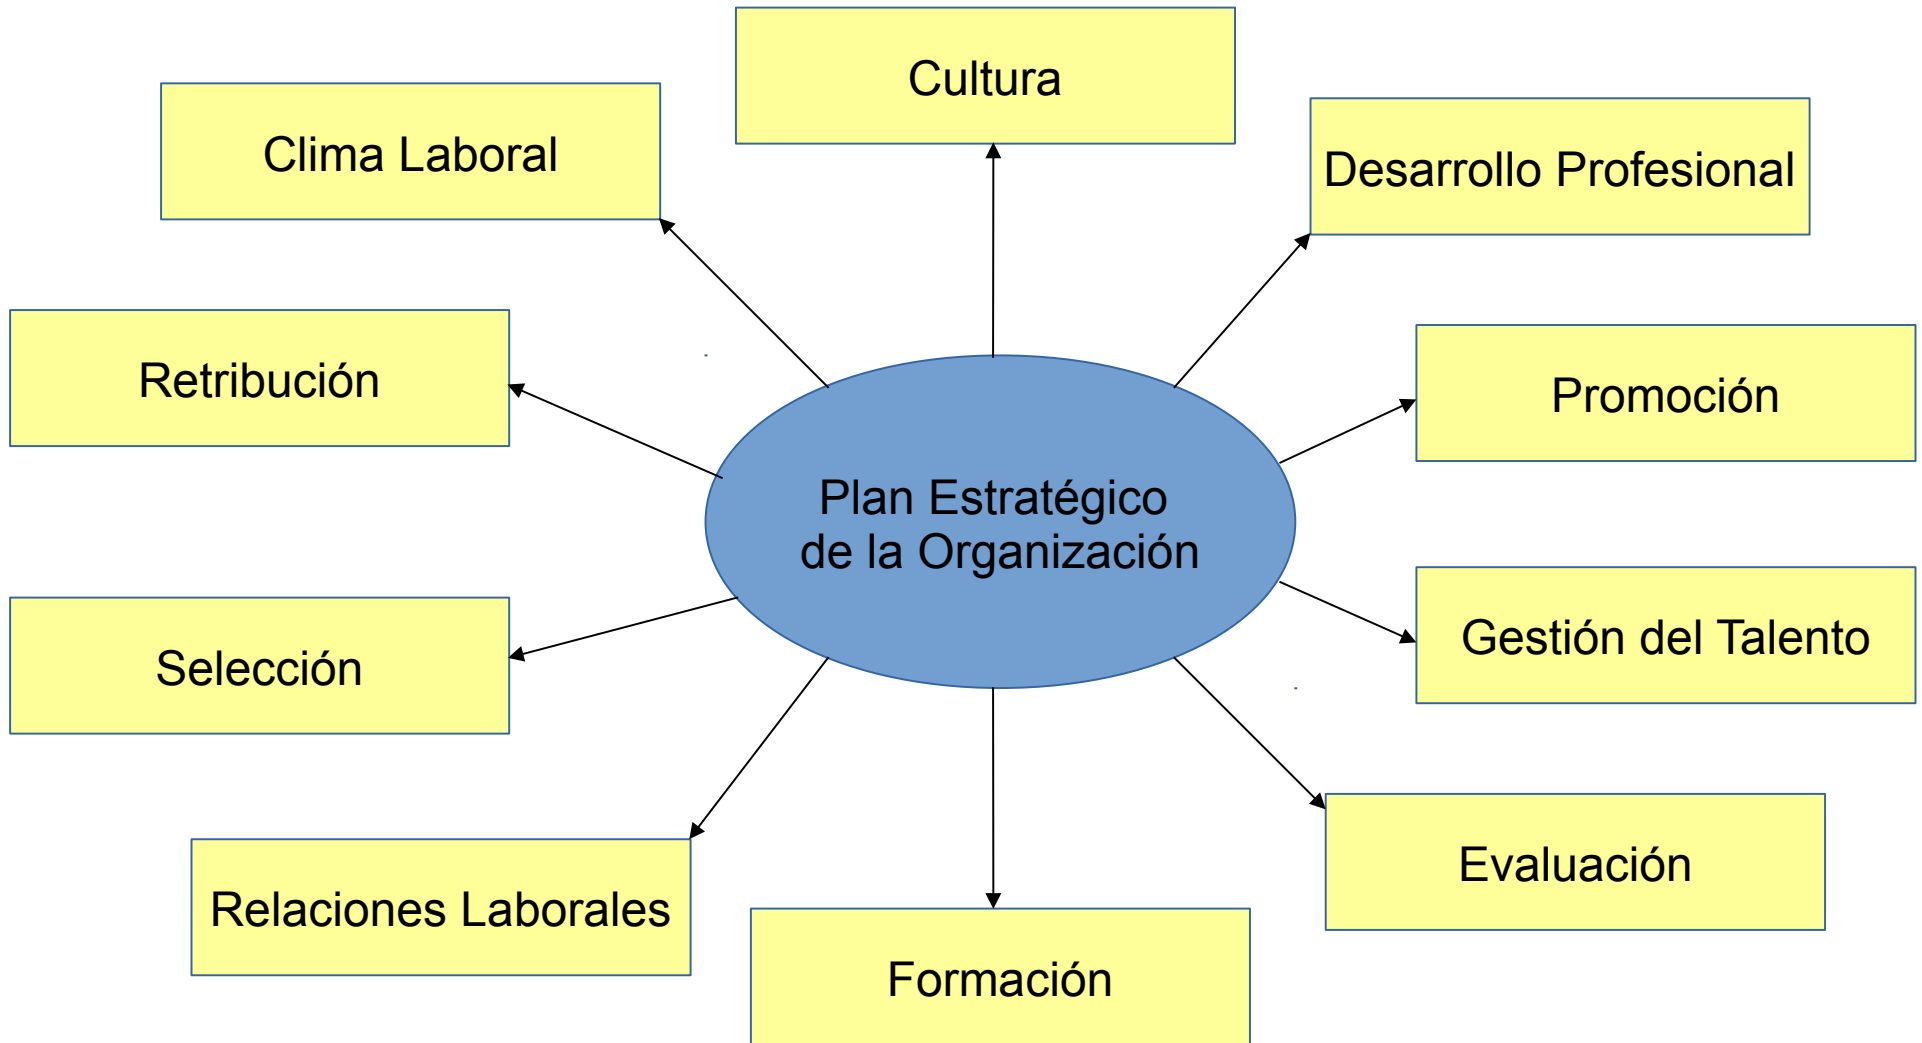 Cultura
Clima Laboral
Desarrollo Profesional
Retribución
Promoción
Plan Estratégico
de la Organización
Selección
Gestión del Talento
Relaciones Laborales
Evaluación
Formación